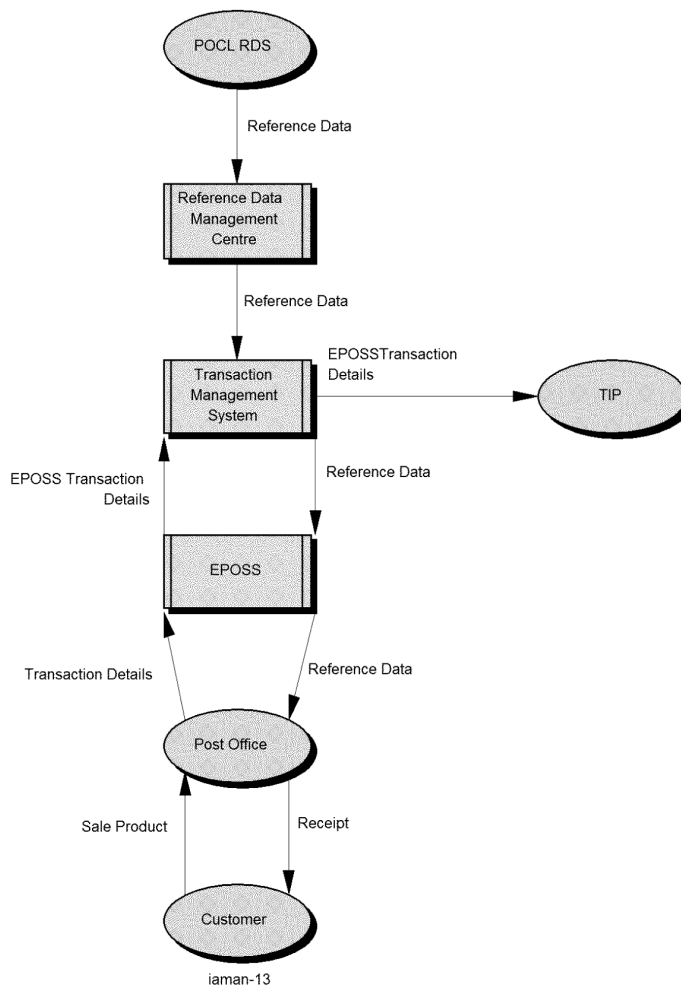 POCL RDS
Reference Data
Reference Data
Management
Centre
Reference Data
Transaction
Management
System
EPOSSTransaction
Details
TIP
EPOSS Transaction
Details
Reference Data
EPOSS
Transaction Details
Reference Data
Post Office
Sale Product
Receipt
Customer
iaman-13